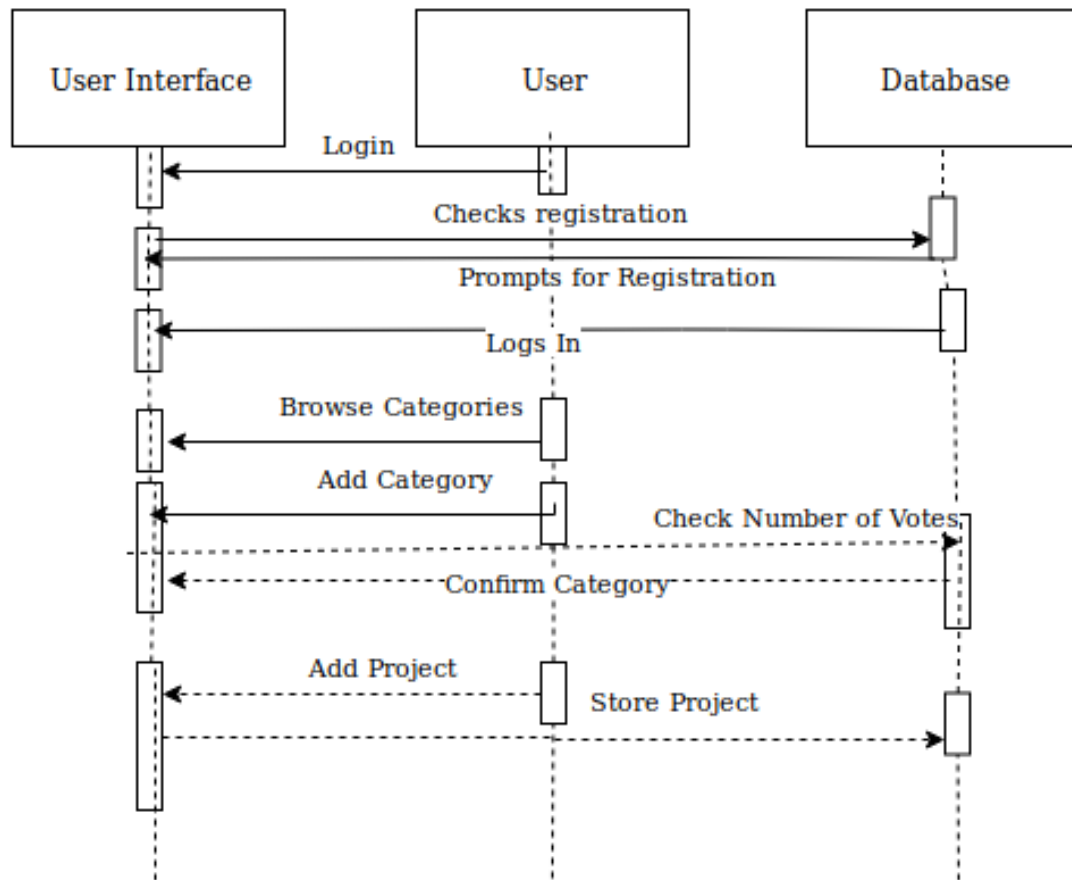 User Interface
User
Database
Login
Checks registration
Prompts for Registration
Logs In
Browse Categories
Add Category
Check Number of Votes
Confirm Category
Add Project
Store Project